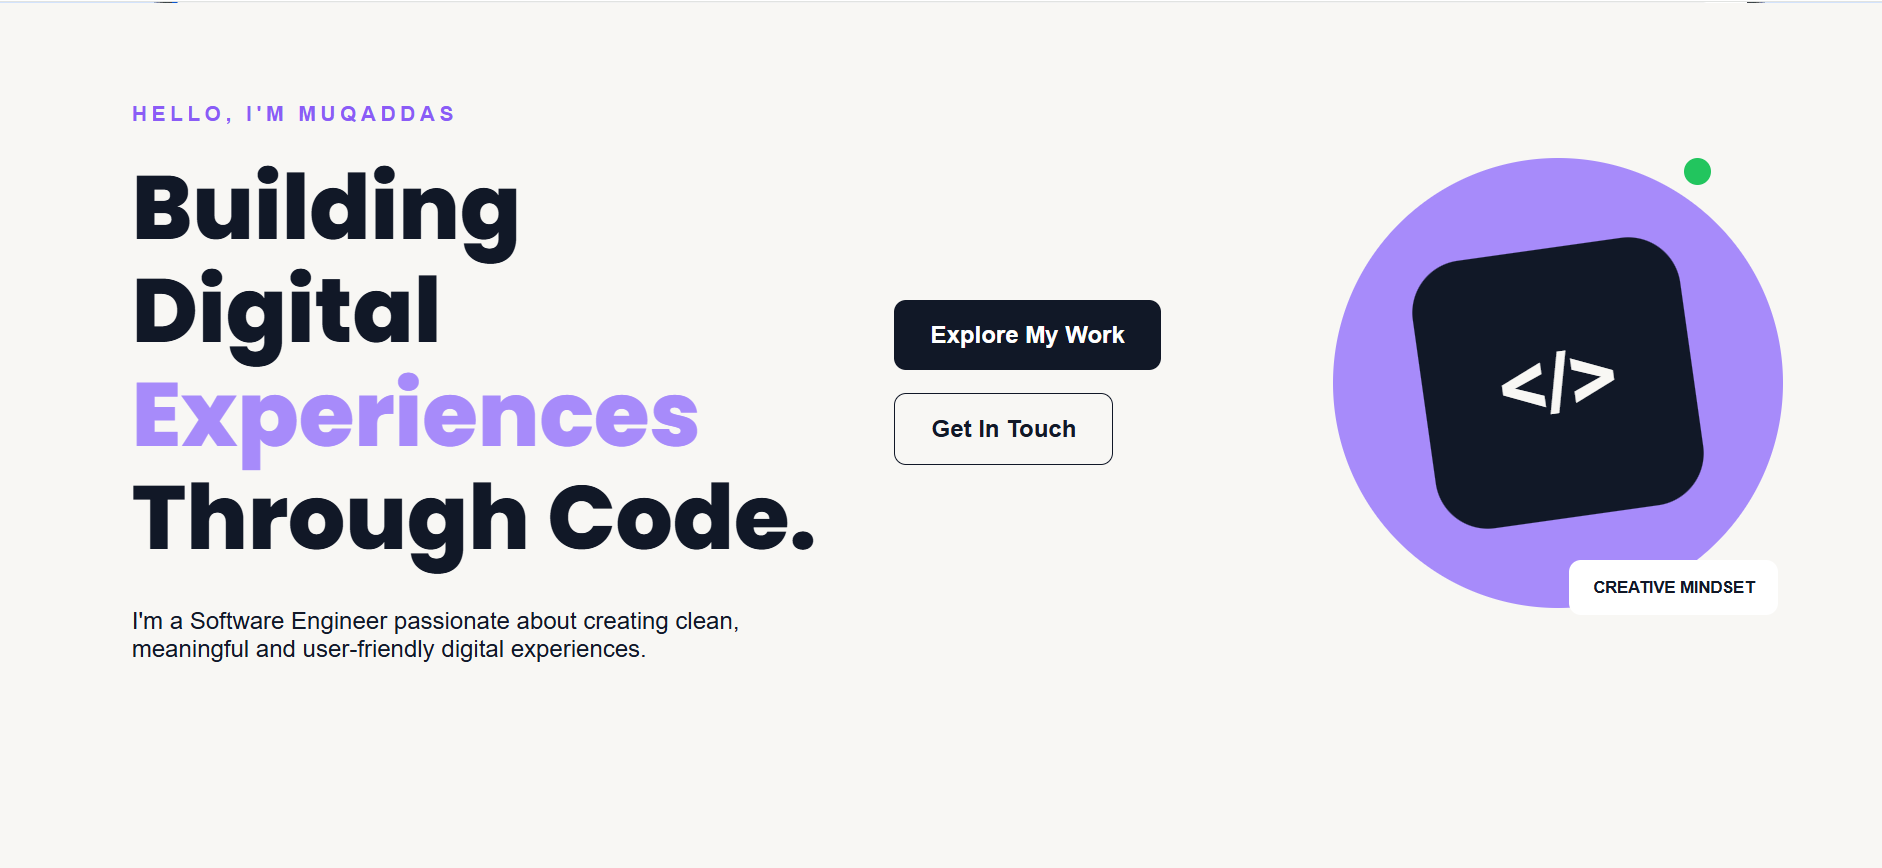 HELLO, I'M MUQADDAS
Building
Digital
Experiences
Through Code.
I'm a Software Engineer passionate about creating clean,
meaningful and user-friendly digital experiences.
Explore My Work
Get In Touch
</>
CREATIVE MINDSET